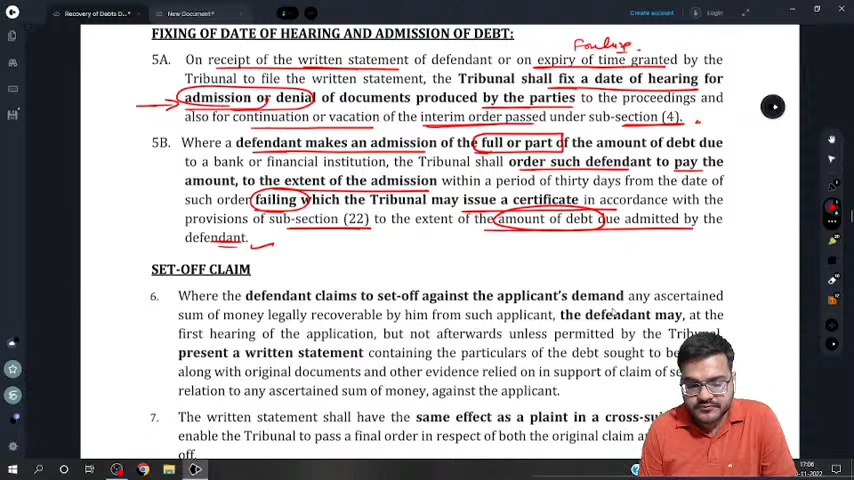 Recovery of Debts D...
New Document*
Create account
Login
FIXING OF DATE OF HEARING AND ADMISSION OF DEBT:
5A. On receipt of the written statement of defendant or on expiry of time granted by the
Tribunal to file the written statement, the Tribunal shall fix a date of hearing for
admission or denial of documents produced by the parties to the proceedings and
also for continuation or vacation of the interim order passed under sub-section (4).
5B. Where a defendant makes an admission of the full or part of the amount of debt due
to a bank or financial institution, the Tribunal shall order such defendant to pay the
amount, to the extent of the admission within a period of thirty days from the date of
such order failing which the Tribunal may issue a certificate in accordance with the
provisions of sub-section (22) to the extent of the amount of debt due admitted by the
defendant.
SET-OFF CLAIM
6. Where the defendant claims to set-off against the applicant's demand any ascertained
sum of money legally recoverable by him from such applicant, the defendant may, at the
first hearing of the application, but not afterwards unless permitted by the
present a written statement containing the particulars of the debt sought to be
along with original documents and other evidence relied on in support of claim of
relation to any ascertained sum of money, against the applicant.
7. The written statement shall have the same effect as a plaint in a
enable the Tribunal to pass a final order in respect of both the original claim
off.
17:06